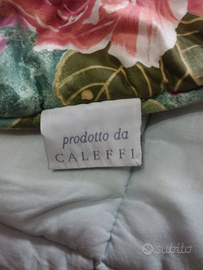 prodotto da
CALEFFI
subito